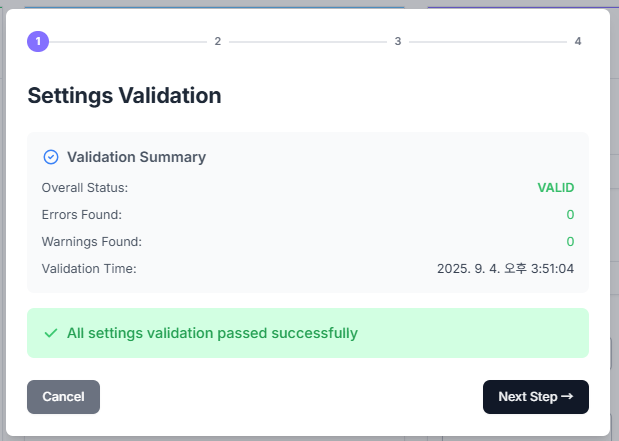 1 2 3 4
Settings Validation
Validation Summary
Overall Status: VALID
Errors Found: 0
Warnings Found: 0
Validation Time: 2025. 9. 4. 오후 3:51:04
All settings validation passed successfully
Cancel Next Step →